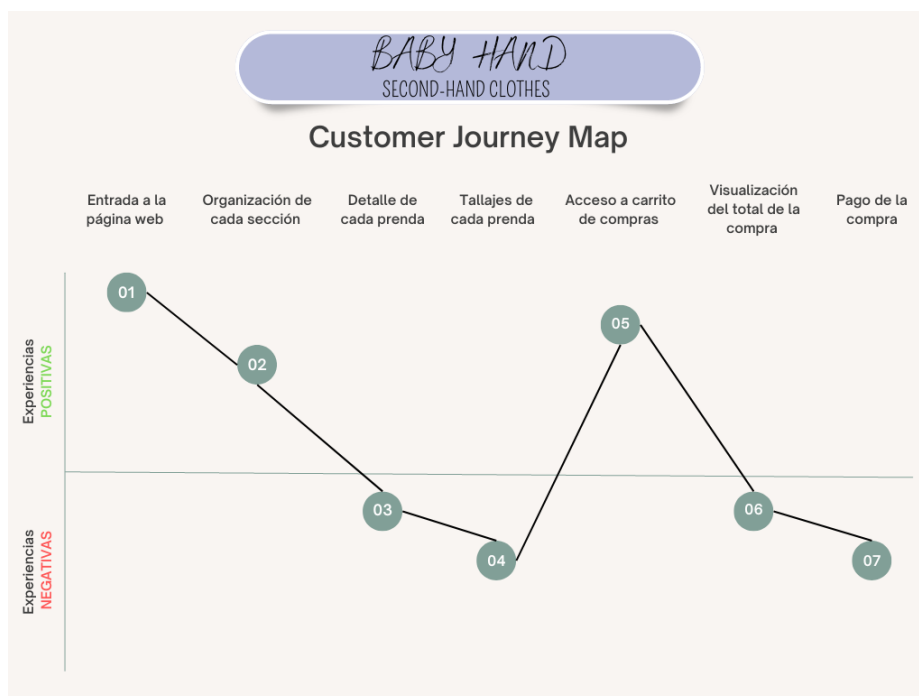 BABY HAND
SECOND-HAND CLOTHES
Customer Journey Map
Entrada a la
página web
Organización de
cada sección
Detalle de
cada prenda
Tallajes de
cada prenda
Acceso a carrito
de compras
Visualización
del total de la
compra
Pago de la
compra
Experiencias
POSITIVAS
Experiencias
NEGATIVAS
01
02
03
04
05
06
07